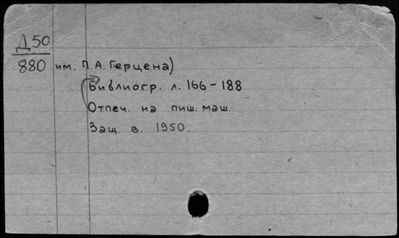 Д50
880 им. П.А. Герцена)
Библиогр. л. 166-188
Отпеч. на пиш. маш.
Защ. в. 1950.